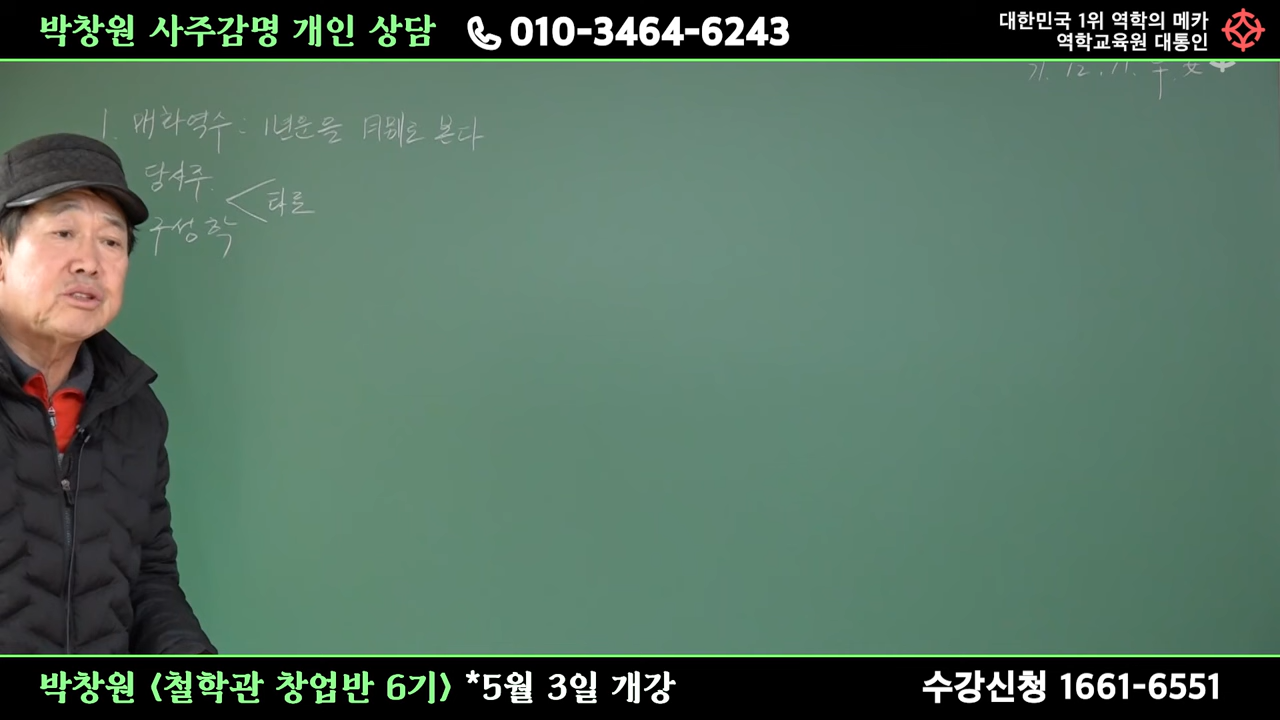 박창원 사주감명 개인 상담 010-3464-6243
대한민국 1위 역학의 메카
역학교육원 대통인
1. 매화역수 : 1년운을 月별로 본다
당사주
타로
구성학
박창원 <철학관 창업반 6기> *5월 3일 개강
수강신청 1661-6551